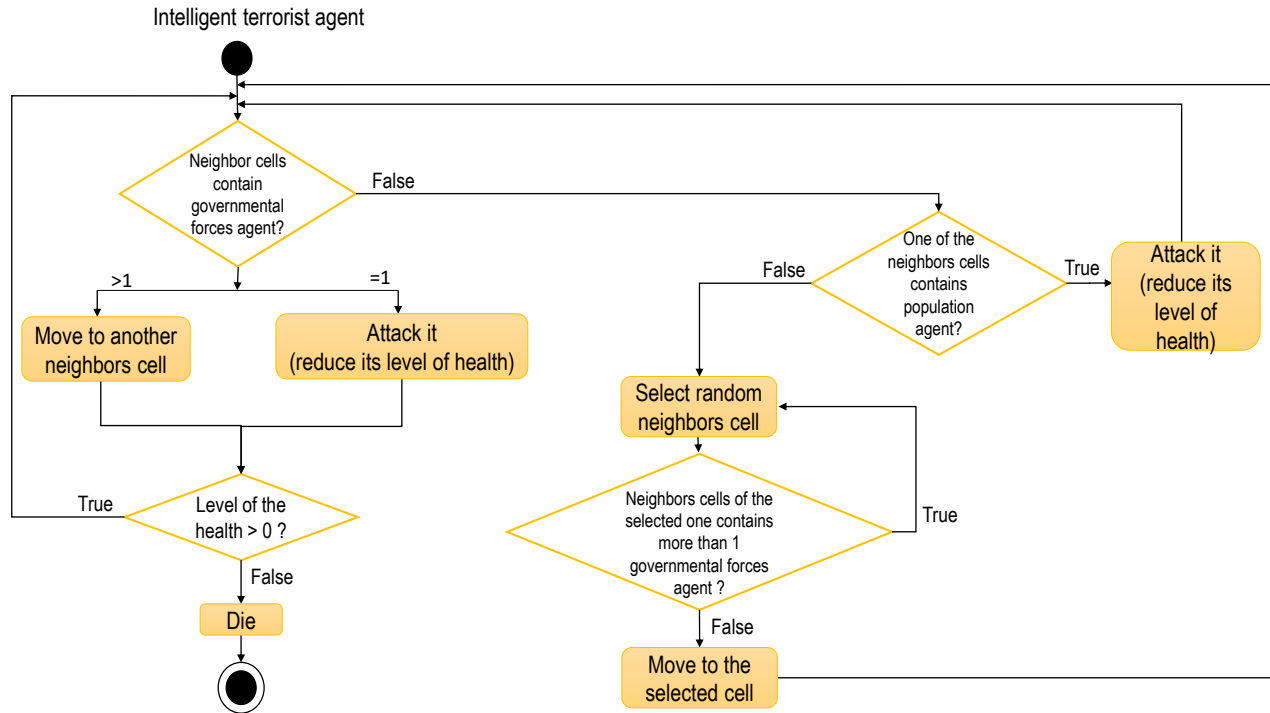 Intelligent terrorist agent
Neighbor cells
contain
governmental
forces agent?
False
>1
=1
Move to another
neighbors cell
Attack it
(reduce its level of health)
Level of the
health > 0 ?
True
False
Die
One of the
neighbors cells
contains
population
agent?
False
True
Attack it
(reduce its
level of
health)
Select random
neighbors cell
Neighbors cells of the
selected one contains
more than 1
governmental forces
agent ?
True
False
Move to the
selected cell